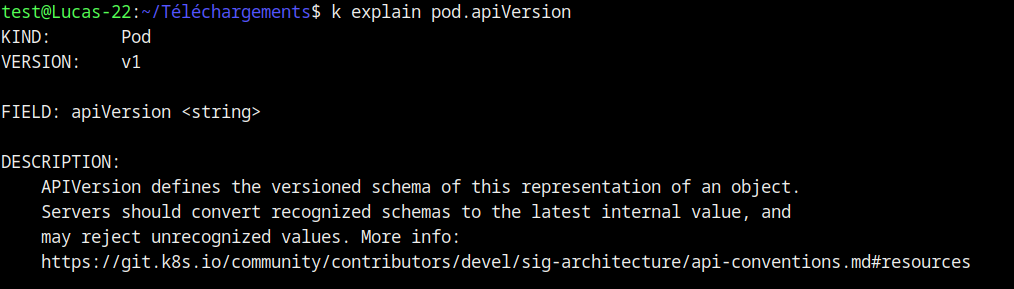 test@Lucas-22:~/Téléchargements$ k explain pod.apiVersion
KIND:       Pod
VERSION:    v1
FIELD: apiVersion <string>
DESCRIPTION:
APIVersion defines the versioned schema of this representation of an object.
Servers should convert recognized schemas to the latest internal value, and
may reject unrecognized values. More info:
https://git.k8s.io/community/contributors/devel/sig-architecture/api-conventions.md#resources